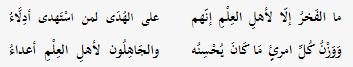 ما الفَخرُ إلّا لأهلِ العِلْمِ إنّهم على الهُدَى لمن استَهدى أدِلَّاءُ
وَوَزْنُ كُلِّ امرئٍ مَا كَانَ يُحْسِنُه والجَاهِلُون لأهلِ العِلْمِ أعداءُ